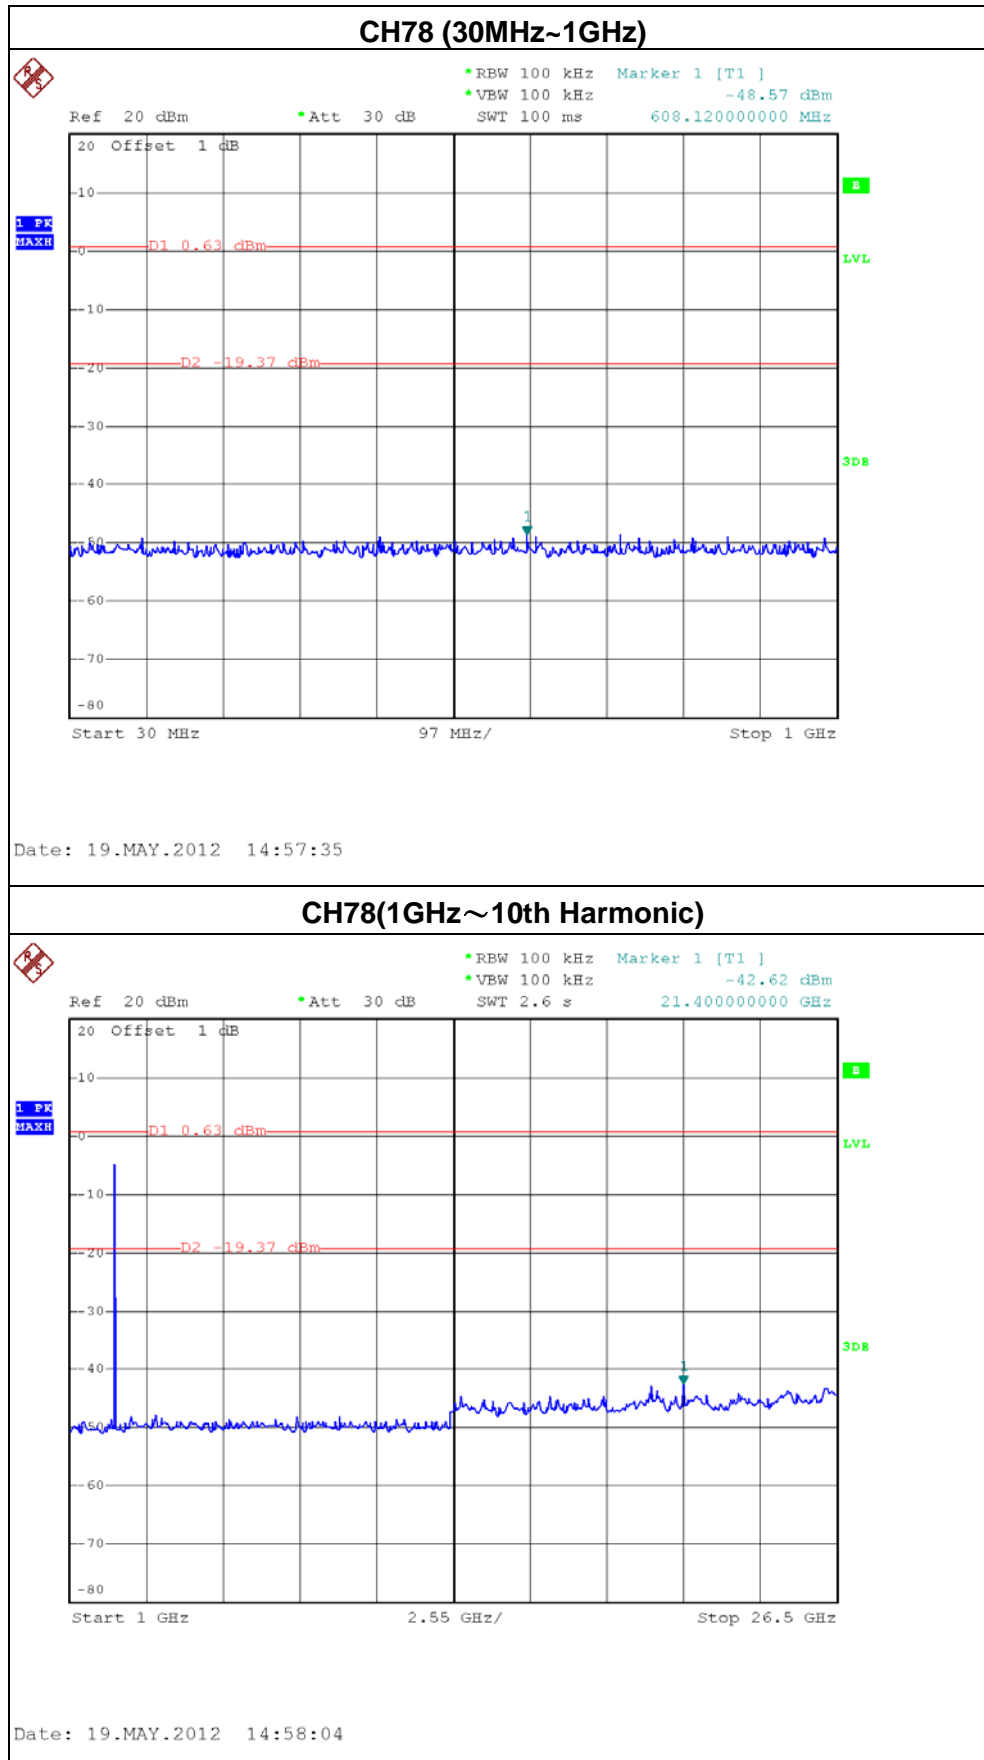 CH78 (30MHz~1GHz)
*RBW 100 kHz Marker 1 [T1 ]
*VBW 100 kHz -48.57 dBm
Ref 20 dBm *Att 30 dB SWT 100 ms 608.120000000 MHz
20 Offset 1 dB
B
10
1 PK
MAXH
D1 0.63 dBm
0
LVL
-10
D2 -19.37 dBm
-20
-30
3DB
-40
1
-50
-60
-70
-80
Start 30 MHz 97 MHz/ Stop 1 GHz
Date: 19.MAY.2012 14:57:35
CH78(1GHz～10th Harmonic)
*RBW 100 kHz Marker 1 [T1 ]
*VBW 100 kHz -42.62 dBm
Ref 20 dBm *Att 30 dB SWT 2.6 s 21.400000000 GHz
20 Offset 1 dB
B
10
1 PK
MAXH
D1 0.63 dBm
0
LVL
-10
D2 -19.37 dBm
-20
-30
3DB
-40
1
-50
-60
-70
-80
Start 1 GHz 2.55 GHz/ Stop 26.5 GHz
Date: 19.MAY.2012 14:58:04